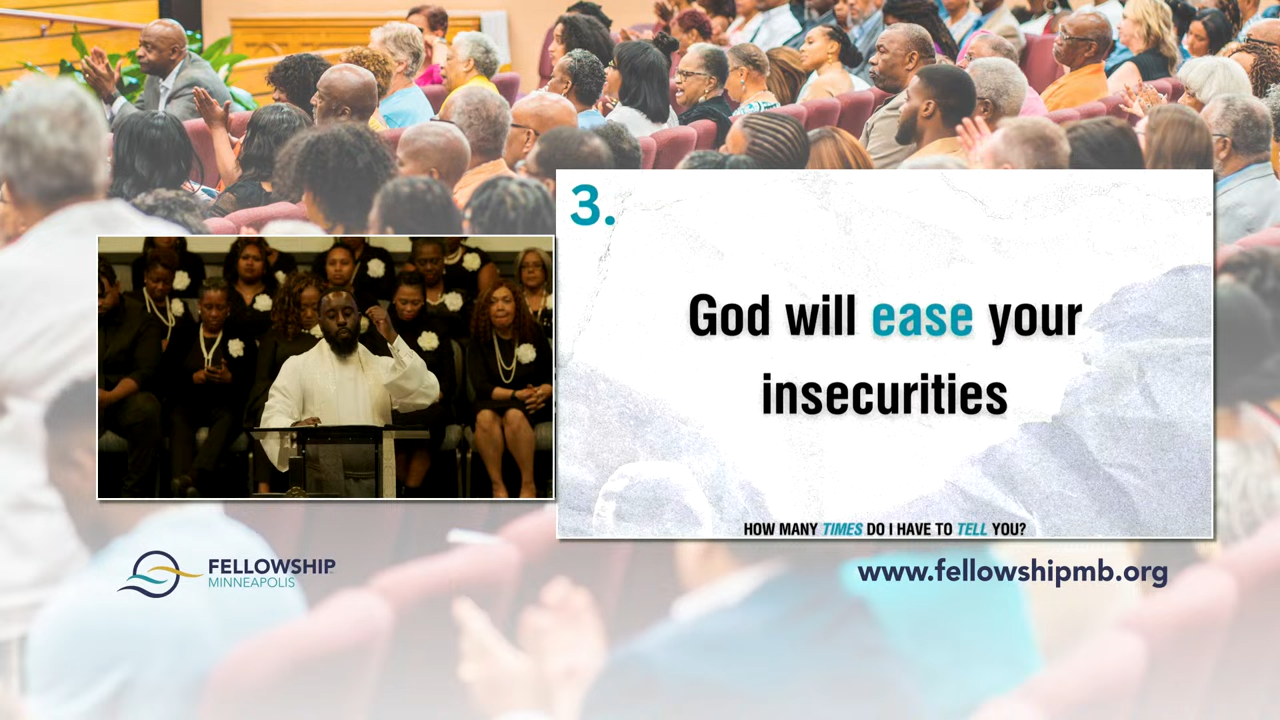 3.
God will ease your
insecurities
HOW MANY TIMES DO I HAVE TO TELL YOU?
FELLOWSHIP
MINNEAPOLIS
www.fellowshipmb.org